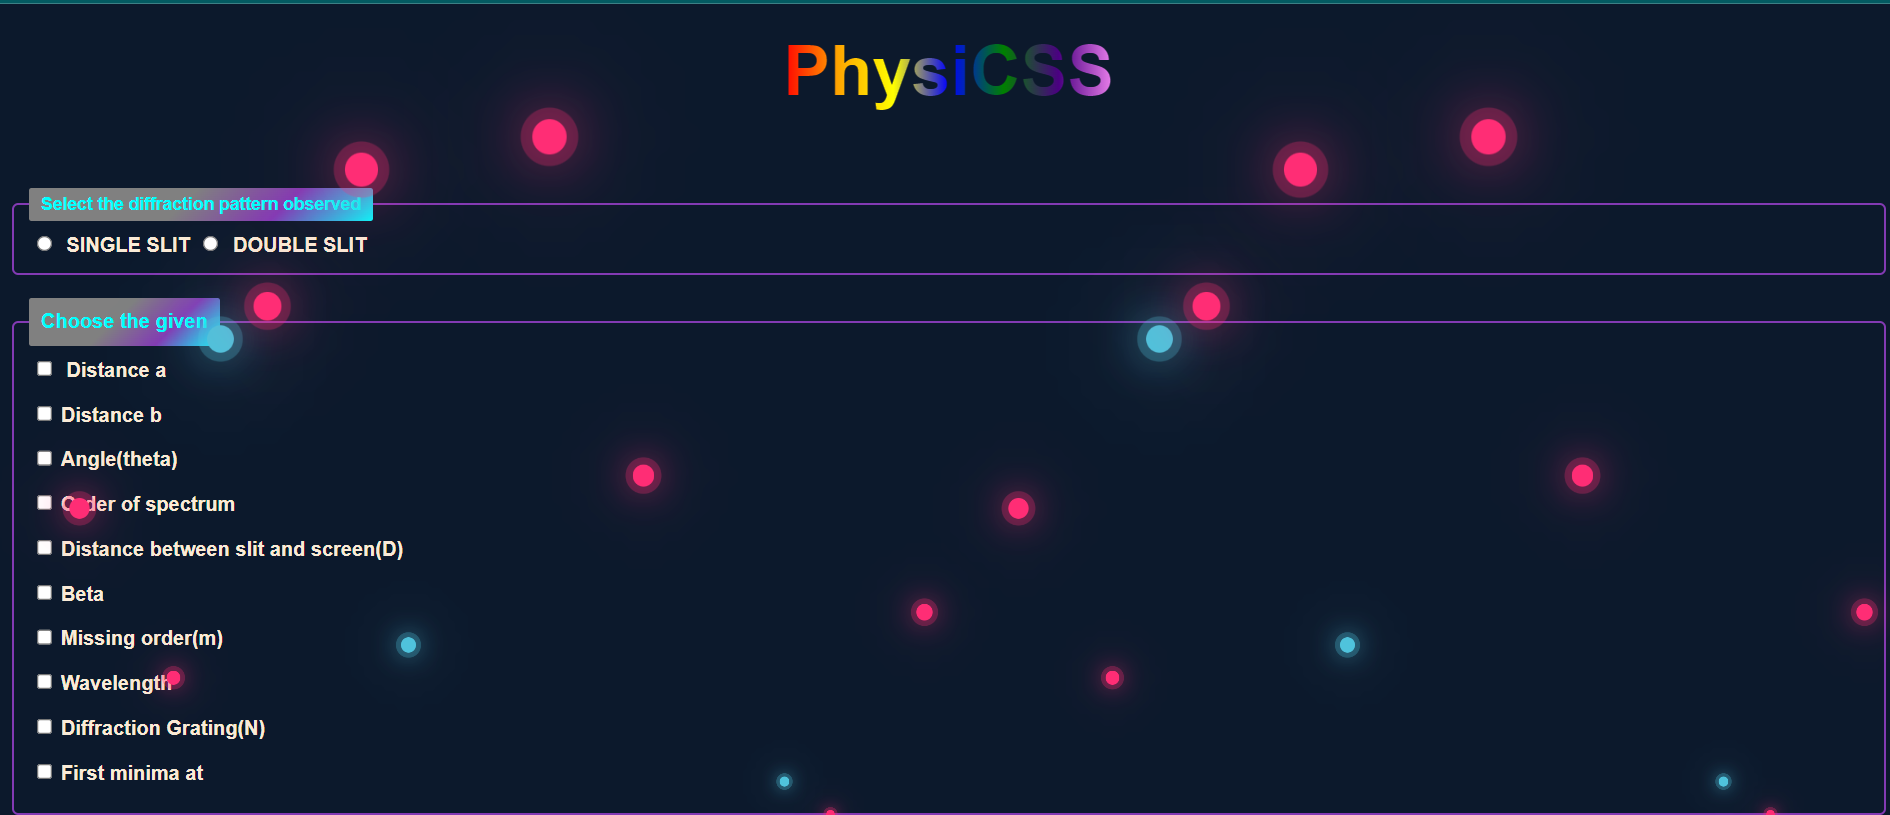 PhysiCSS
Select the diffraction pattern observed
SINGLE SLIT DOUBLE SLIT
Choose the given
Distance a
Distance b
Angle(theta)
Order of spectrum
Distance between slit and screen(D)
Beta
Missing order(m)
Wavelength
Diffraction Grating(N)
First minima at